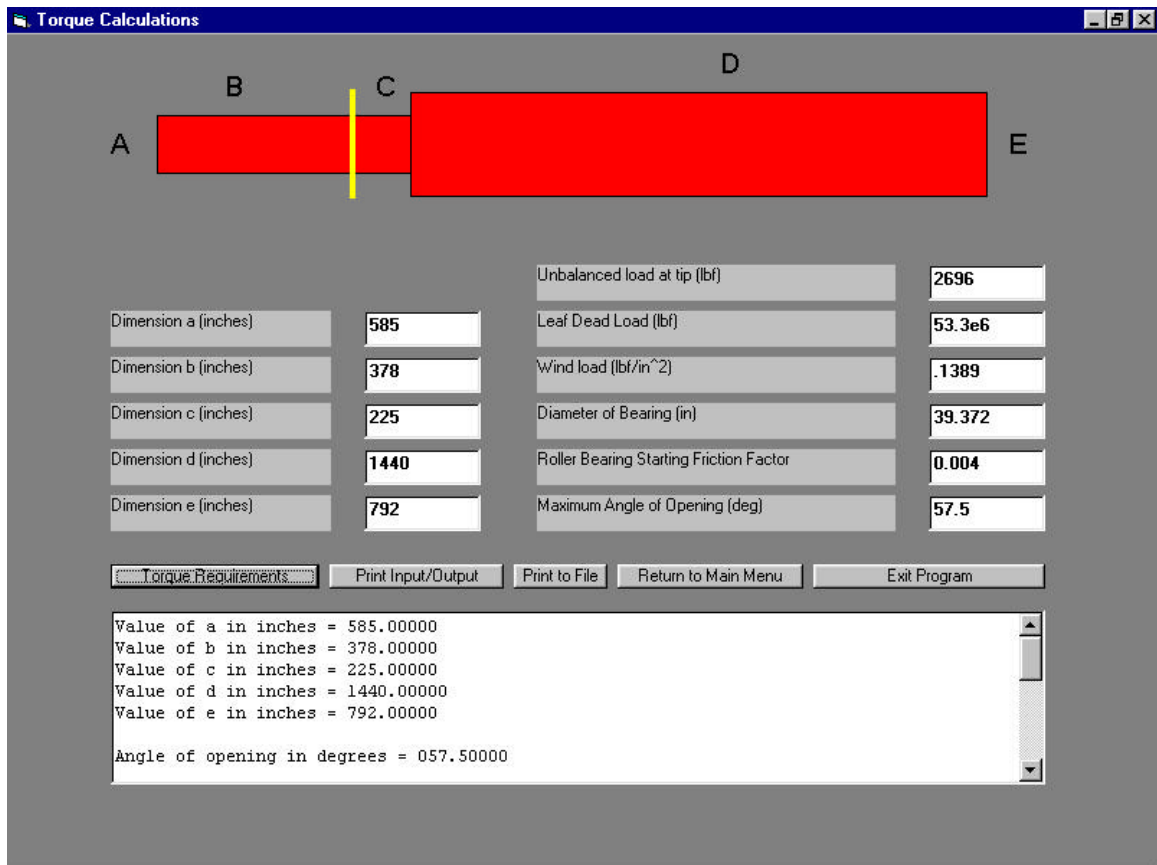 Torque Calculations
D
B
C
A
E
Unbalanced load at tip (lbf)
2696
Dimension a (inches)
585
Leaf Dead Load (lbf)
53.3e6
Dimension b (inches)
378
Wind load (lbf/in^2)
.1389
Dimension c (inches)
225
Diameter of Bearing (in)
39.372
Dimension d (inches)
1440
Roller Bearing Starting Friction Factor
0.004
Dimension e (inches)
792
Maximum Angle of Opening (deg)
57.5
Torque Requirements
Print Input/Output
Print to File
Return to Main Menu
Exit Program
Value of a in inches = 585.00000
Value of b in inches = 378.00000
Value of c in inches = 225.00000
Value of d in inches = 1440.00000
Value of e in inches = 792.00000
Angle of opening in degrees = 057.50000